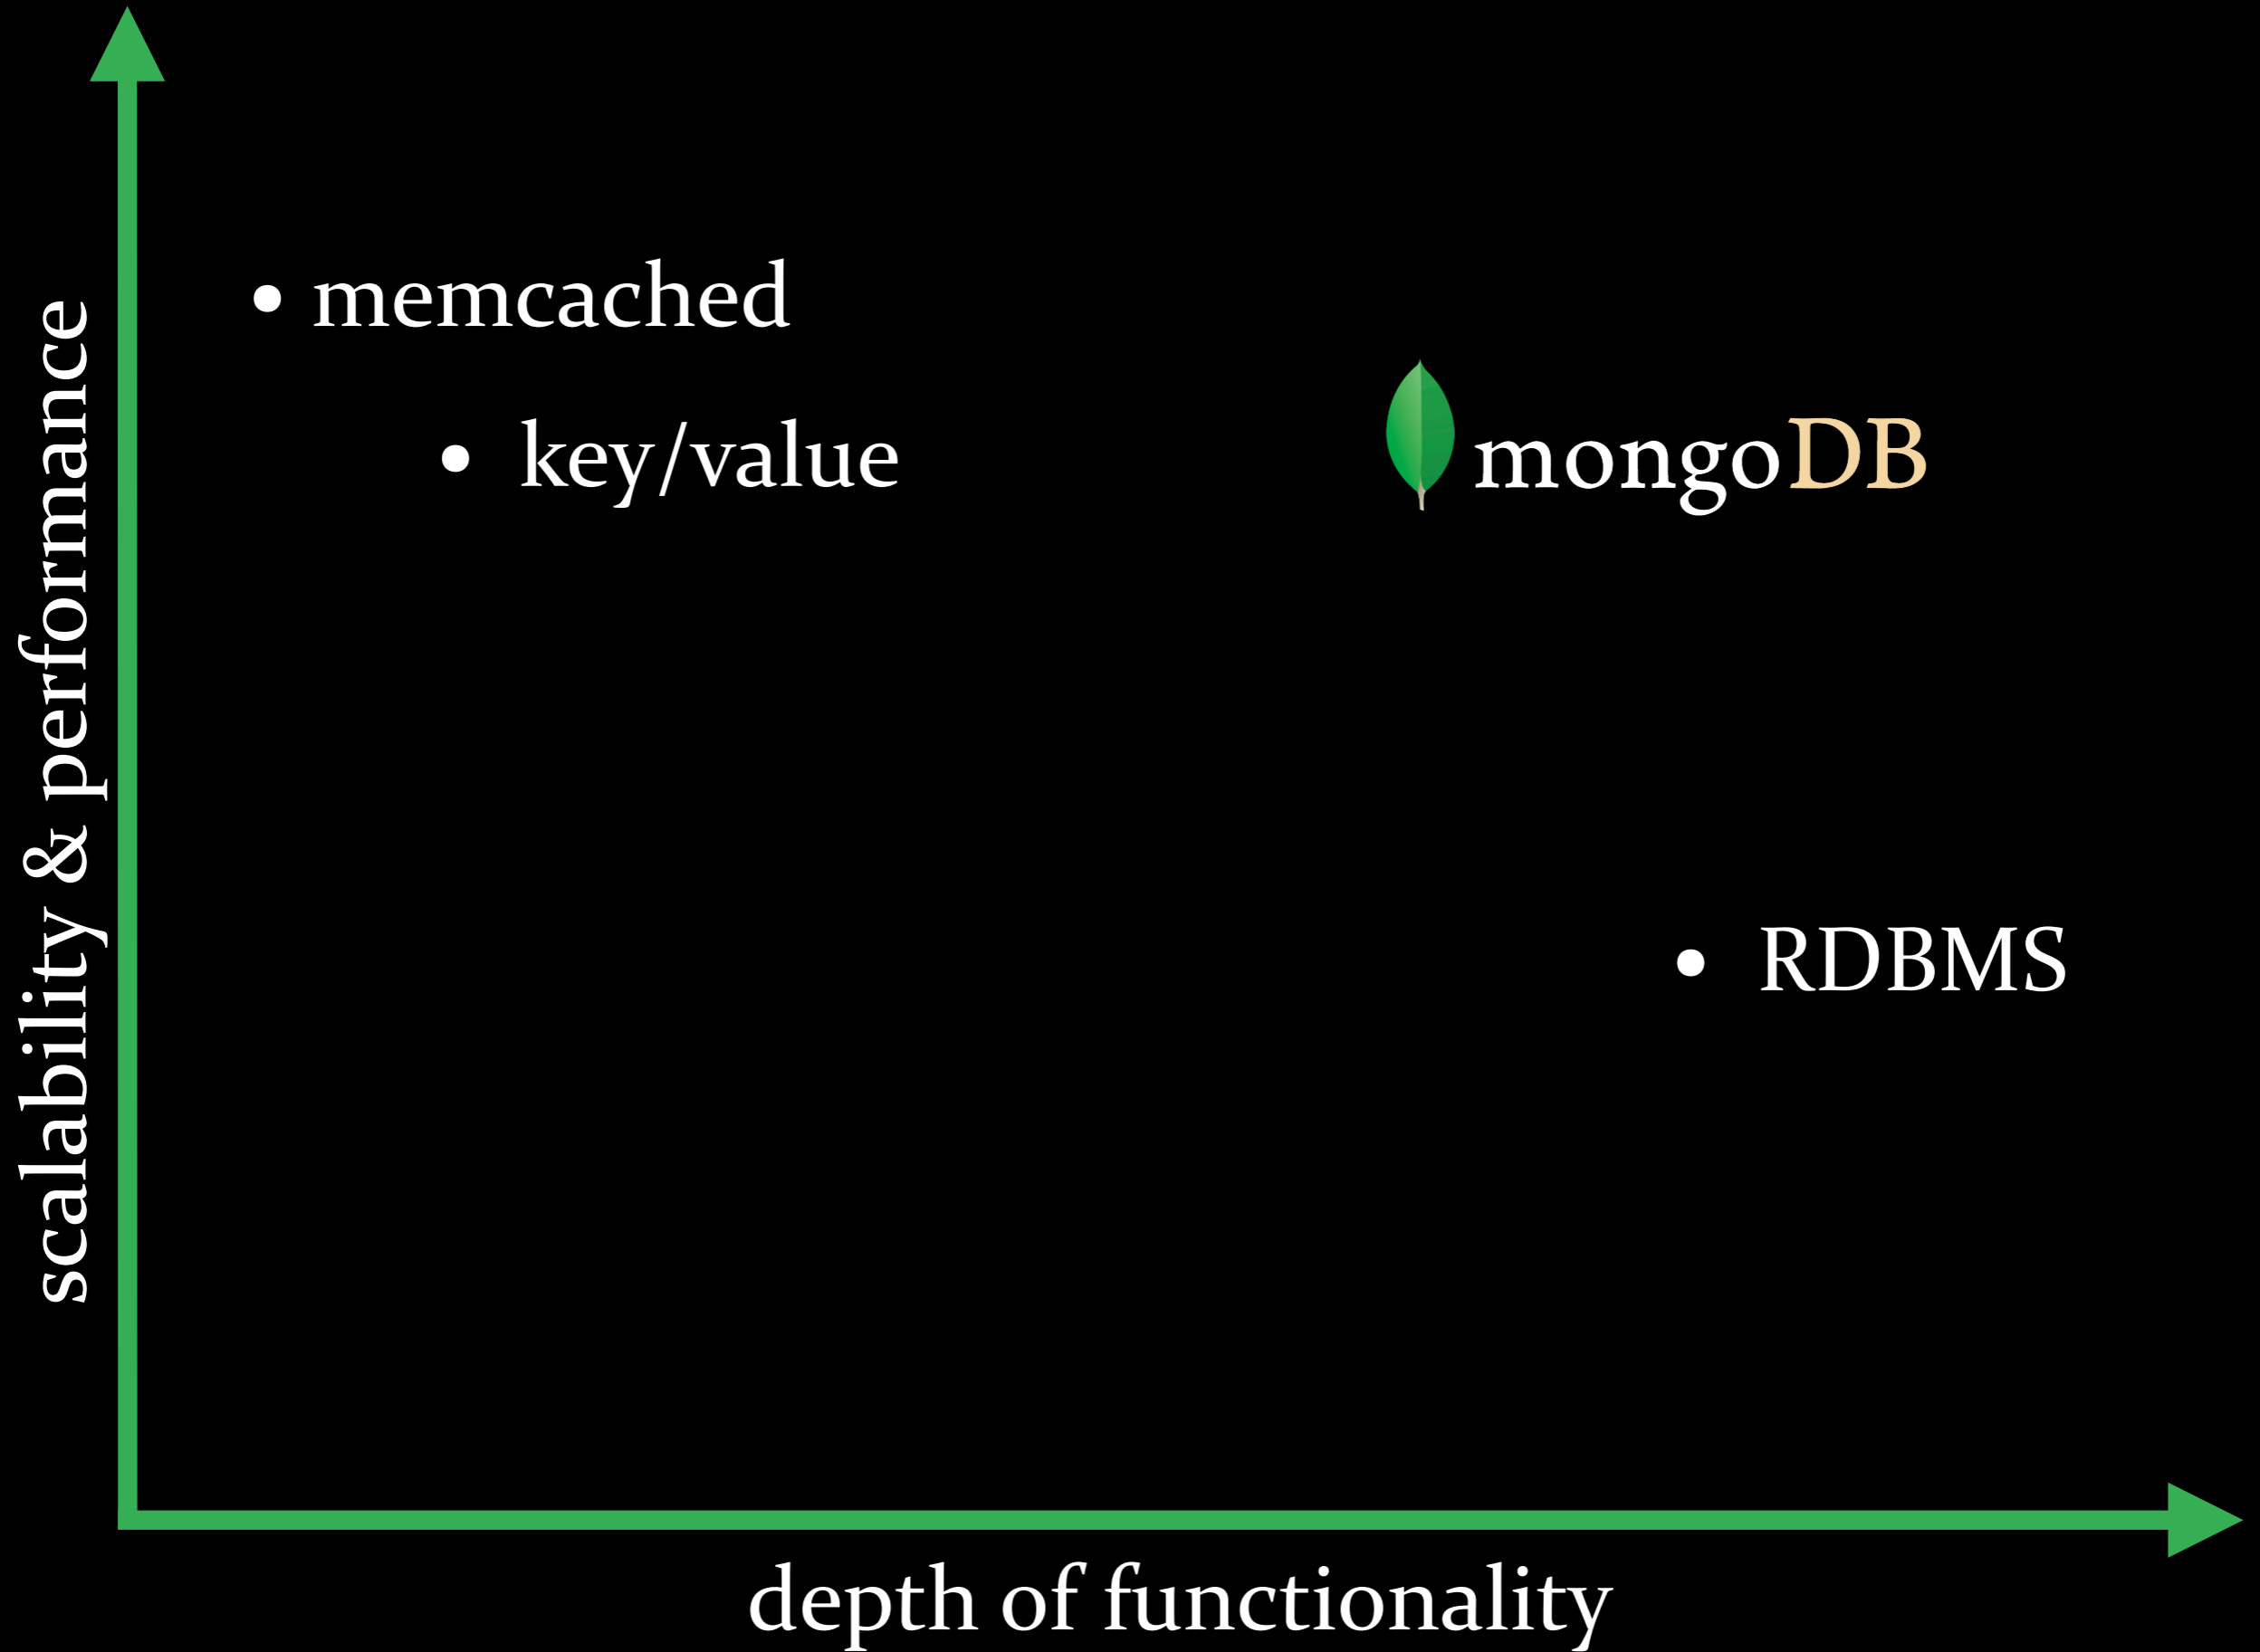 scalability & performance
• memcached
• key/value
mongoDB
• RDBMS
depth of functionality